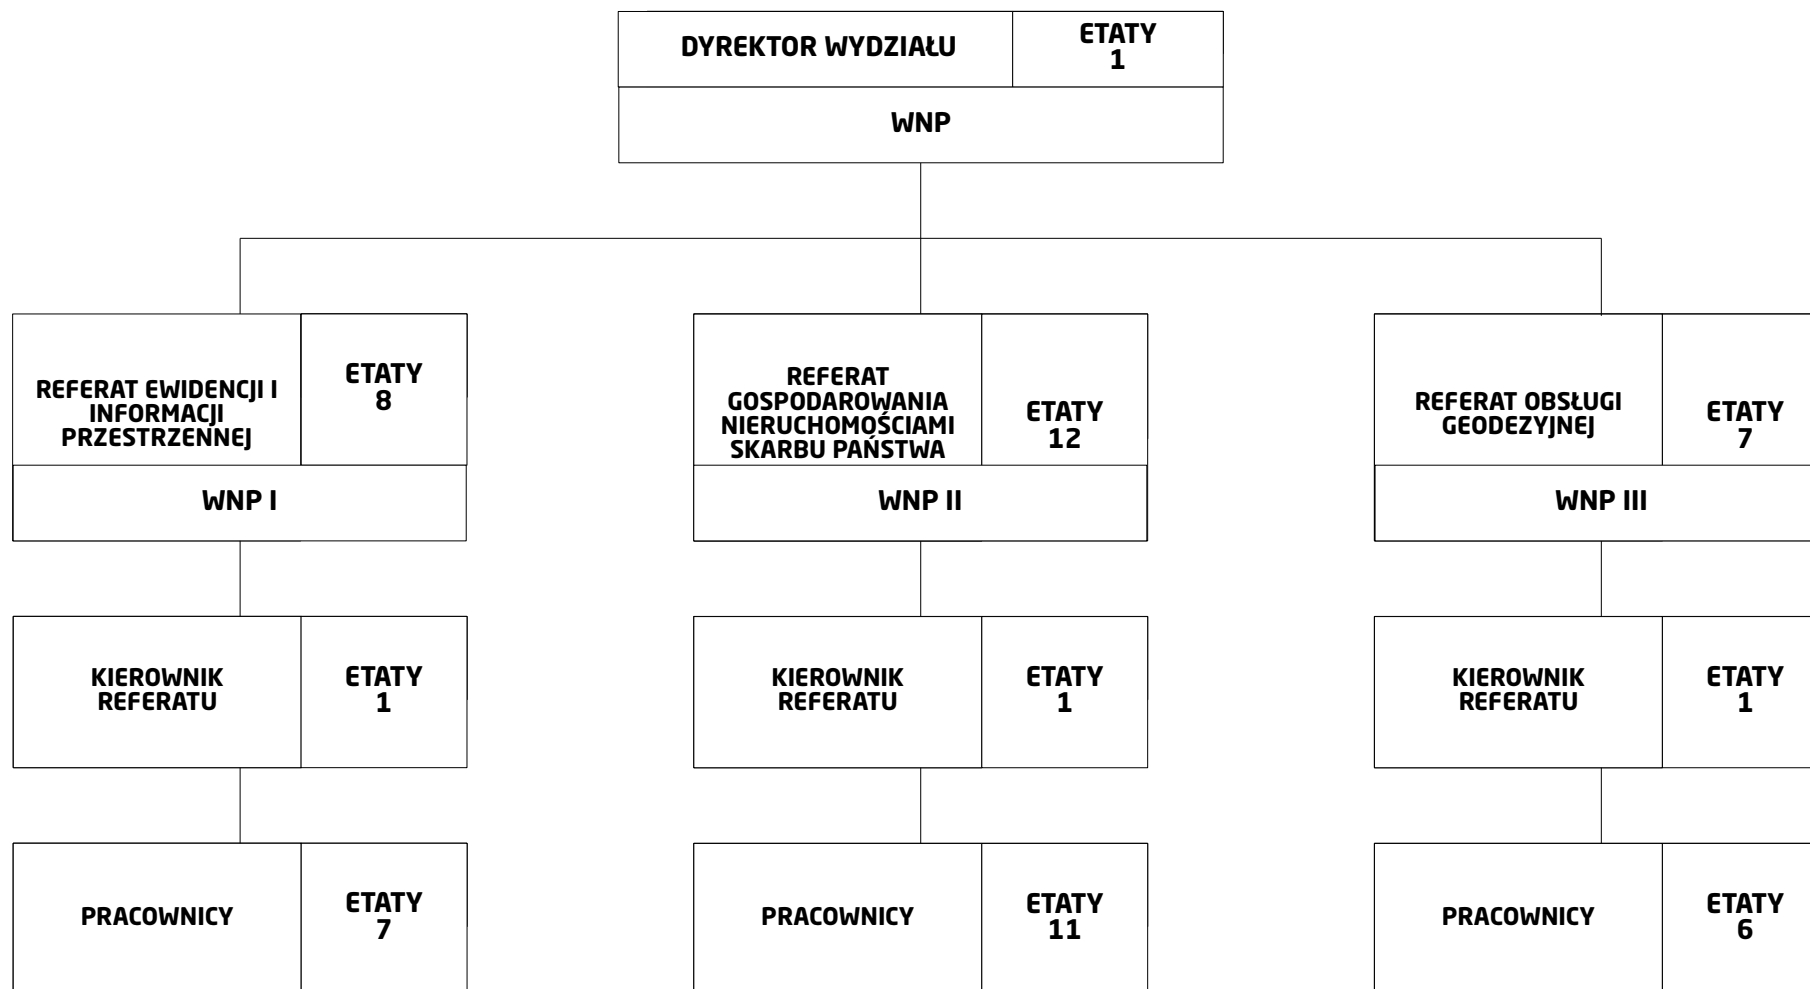 DYREKTOR WYDZIAŁU
ETATY
1
WNP
REFERAT EWIDENCJI I
INFORMACJI
PRZESTRZENNEJ
ETATY
8
WNP I
REFERAT
GOSPODAROWANIA
NIERUCHOMOŚCIAMI
SKARBU PAŃSTWA
ETATY
12
WNP II
REFERAT OBSŁUGI
GEODEZYJNEJ
ETATY
7
WNP III
KIEROWNIK
REFERATU
ETATY
1
KIEROWNIK
REFERATU
ETATY
1
KIEROWNIK
REFERATU
ETATY
1
PRACOWNICY
ETATY
7
PRACOWNICY
ETATY
11
PRACOWNICY
ETATY
6